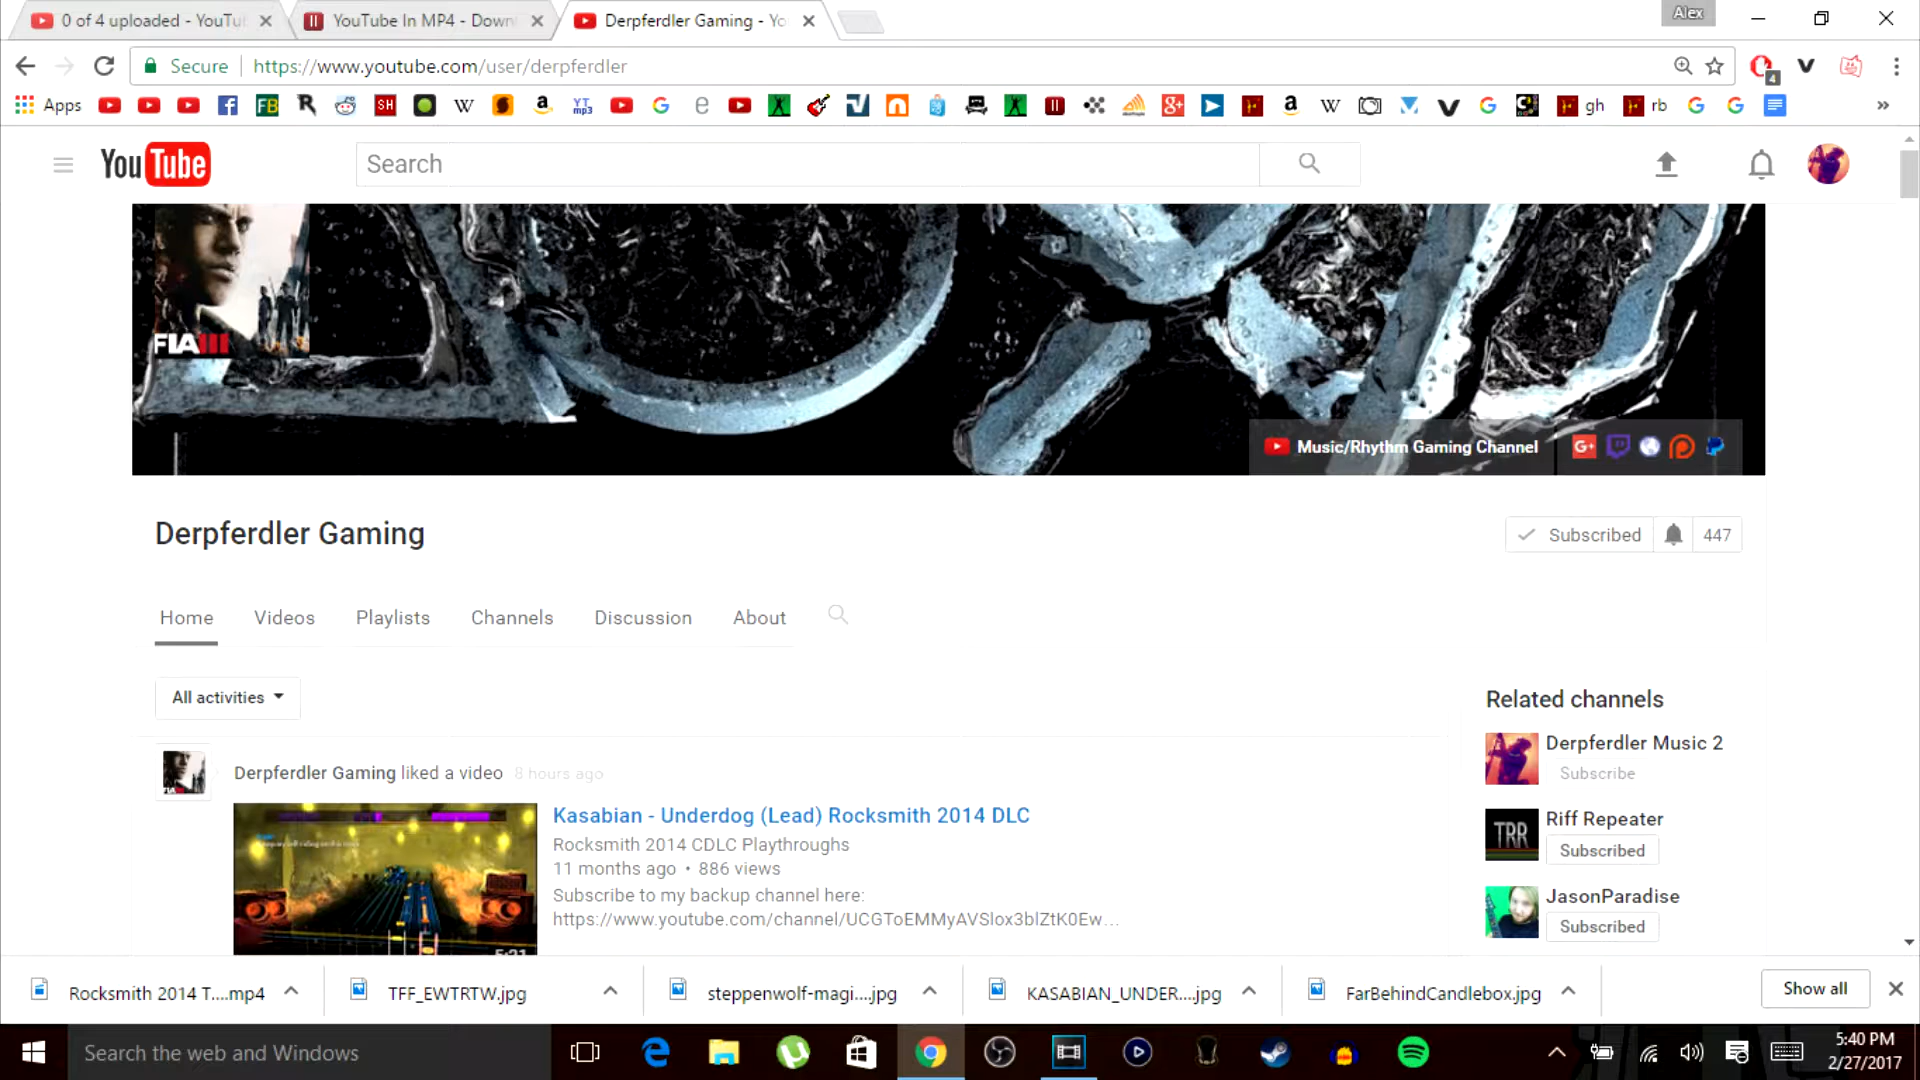 0 of 4 uploaded - YouTu
YouTube In MP4 - Down
Derpferdler Gaming - Yo
Alex
Secure
https://www.youtube.com/user/derpferdler
4
Apps
gh
rb
YouTube
Search
FIAIII
Music/Rhythm Gaming Channel
Derpferdler Gaming
Subscribed
447
Home
Videos
Playlists
Channels
Discussion
About
All activities
Related channels
Derpferdler Music 2
Subscribe
TRR
Riff Repeater
Subscribed
JasonParadise
Subscribed
Derpferdler Gaming liked a video 8 hours ago
Kasabian - Underdog (Lead) Rocksmith 2014 DLC
Rocksmith 2014 CDLC Playthroughs
11 months ago • 886 views
Subscribe to my backup channel here:
https://www.youtube.com/channel/UCGToEMMyAVSlox3blZtK0Ew...
Rocksmith 2014 T....mp4
TFF_EWTRTW.jpg
steppenwolf-magi....jpg
KASABIAN_UNDER....jpg
FarBehindCandlebox.jpg
Show all
Search the web and Windows
5:40 PM
2/27/2017